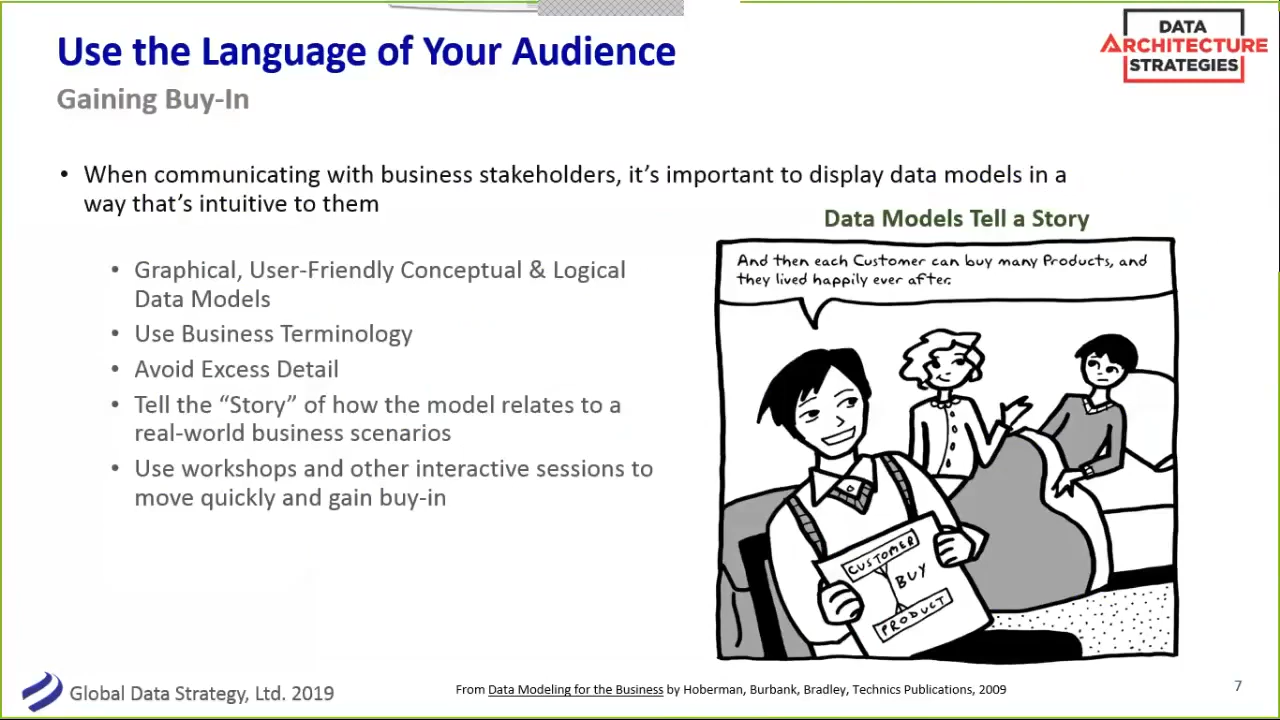 Use the Language of Your Audience
DATA
ARCHITECTURE
STRATEGIES
Gaining Buy-In
• When communicating with business stakeholders, it's important to display data models in a
way that's intuitive to them
• Graphical, User-Friendly Conceptual & Logical
Data Models
• Use Business Terminology
• Avoid Excess Detail
• Tell the “Story” of how the model relates to a
real-world business scenarios
• Use workshops and other interactive sessions to
move quickly and gain buy-in
Data Models Tell a Story
And then each Customer can buy many Products, and
they lived happily ever after.
CUSTOMER
BUY
PRODUCT
Global Data Strategy, Ltd. 2019
From Data Modeling for the Business by Hoberman, Burbank, Bradley, Technics Publications, 2009
7